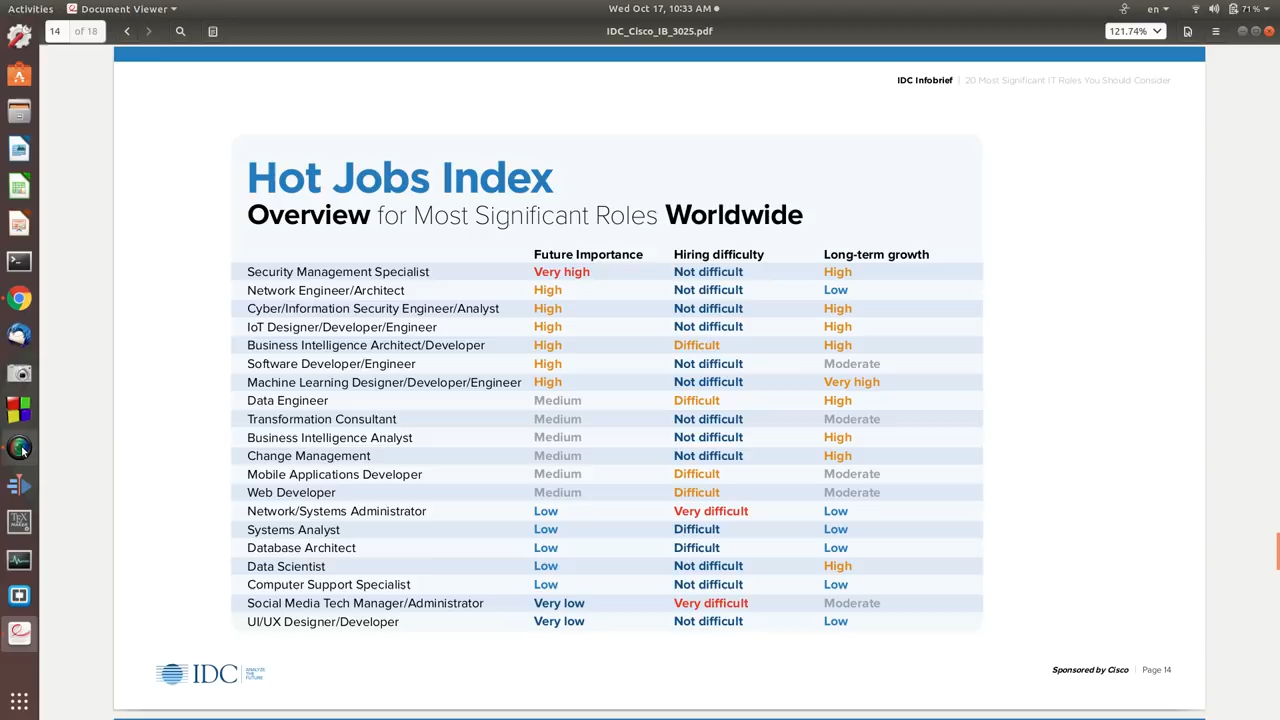 Activities Document Viewer Wed Oct 17, 10:33 AM en 71%
14 of 18 IDC_Cisco_IB_3025.pdf 121.74%
IDC Infobrief | 20 Most Significant IT Roles You Should Consider
Hot Jobs Index
Overview for Most Significant Roles Worldwide
Future Importance Hiring difficulty Long-term growth
Security Management Specialist Very high Not difficult High
Network Engineer/Architect High Not difficult Low
Cyber/Information Security Engineer/Analyst High Not difficult High
IoT Designer/Developer/Engineer High Not difficult High
Business Intelligence Architect/Developer High Difficult High
Software Developer/Engineer High Not difficult Moderate
Machine Learning Designer/Developer/Engineer High Not difficult Very high
Data Engineer Medium Difficult High
Transformation Consultant Medium Not difficult Moderate
Business Intelligence Analyst Medium Not difficult High
Change Management Medium Not difficult High
Mobile Applications Developer Medium Difficult Moderate
Web Developer Medium Difficult Moderate
Network/Systems Administrator Low Very difficult Low
Systems Analyst Low Difficult Low
Database Architect Low Difficult Low
Data Scientist Low Not difficult High
Computer Support Specialist Low Not difficult Low
Social Media Tech Manager/Administrator Very low Very difficult Moderate
UI/UX Designer/Developer Very low Not difficult Low
IDC ANALYZE THE FUTURE
Sponsored by Cisco | Page 14